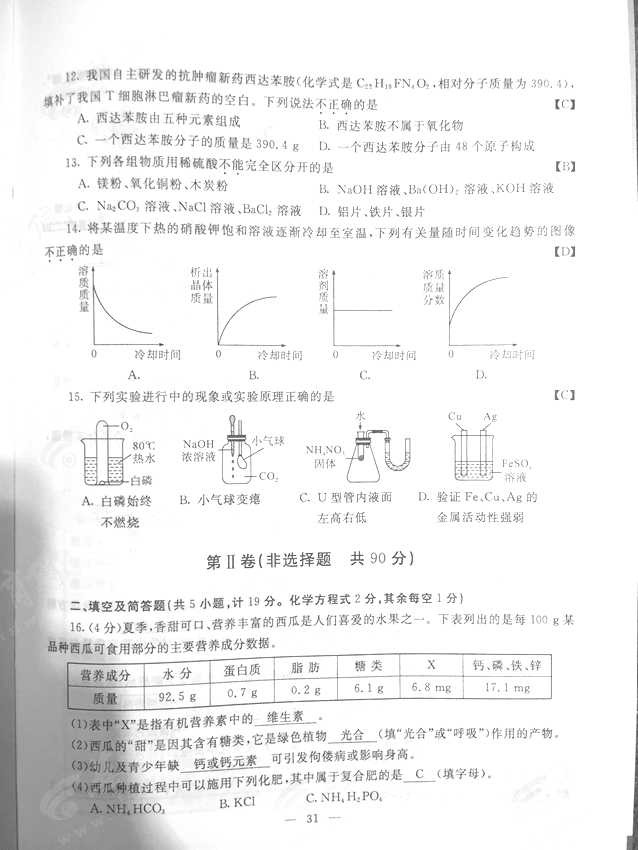 12. 我国自主研发的抗肿瘤新药西达苯胺(化学式是 C₂₂H₁₉FN₄O₂,相对分子质量为 390.4),
填补了我国 T 细胞淋巴瘤新药的空白。下列说法不正确的是 【C】
A. 西达苯胺由五种元素组成 B. 西达苯胺不属于氧化物
C. 一个西达苯胺分子的质量是 390.4 g D. 一个西达苯胺分子由 48 个原子构成
13. 下列各组物质用稀硫酸不能完全区分开的是 【B】
A. 镁粉、氧化铜粉、木炭粉 B. NaOH 溶液、Ba(OH)₂ 溶液、KOH 溶液
C. Na₂CO₃ 溶液、NaCl 溶液、BaCl₂ 溶液 D. 铝片、铁片、银片
14. 将某温度下热的硝酸钾饱和溶液逐渐冷却至室温,下列有关量随时间变化趋势的图像
不正确的是 【D】
溶质质量 析出晶体质量 溶剂质量 溶质质量分数
0 冷却时间 0 冷却时间 0 冷却时间 0 冷却时间
A. B. C. D.
15. 下列实验进行中的现象或实验原理正确的是 【C】
O₂ 80℃热水 白磷
NaOH浓溶液 小气球 CO₂
水 NH₄NO₃固体
Cu Ag FeSO₄溶液
A. 白磷始终 B. 小气球变瘪 C. U 型管内液面 D. 验证 Fe、Cu、Ag 的
不燃烧 左高右低 金属活动性强弱
第Ⅱ卷(非选择题 共 90 分)
二、填空及简答题(共 5 小题,计 19 分。化学方程式 2 分,其余每空 1 分)
16.(4 分)夏季,香甜可口、营养丰富的西瓜是人们喜爱的水果之一。下表列出的是每 100 g 某
品种西瓜可食用部分的主要营养成分数据。
营养成分 水 分 蛋白质 脂 肪 糖 类 X 钙、磷、铁、锌
质量 92.5 g 0.7 g 0.2 g 6.1 g 6.8 mg 17.1 mg
(1)表中“X”是指有机营养素中的 维生素 。
(2)西瓜的“甜”是因其含有糖类,它是绿色植物 光合 (填“光合”或“呼吸”)作用的产物。
(3)幼儿及青少年缺 钙或钙元素 可引发佝偻病或影响身高。
(4)西瓜种植过程中可以施用下列化肥,其中属于复合肥的是 C (填字母)。
A. NH₄HCO₃ B. KCl C. NH₄H₂PO₄
— 31 —